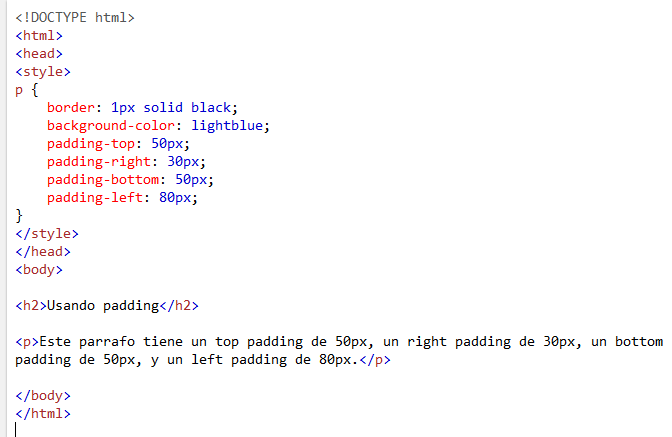 <!DOCTYPE html>
<html>
<head>
<style>
p {
    border: 1px solid black;
    background-color: lightblue;
    padding-top: 50px;
    padding-right: 30px;
    padding-bottom: 50px;
    padding-left: 80px;
}
</style>
</head>
<body>

<h2>Usando padding</h2>

<p>Este parrafo tiene un top padding de 50px, un right padding de 30px, un bottom
padding de 50px, y un left padding de 80px.</p>

</body>
</html>